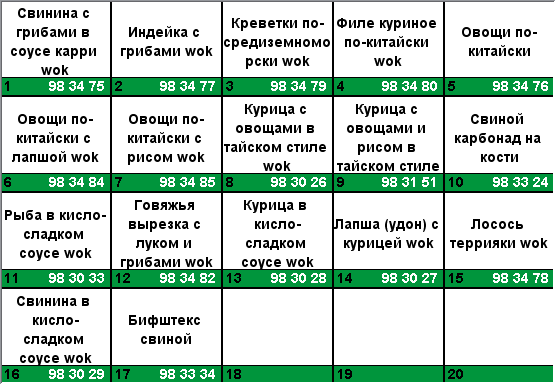 Свинина с
грибами в
соусе карри
wok
1 98 34 75
Индейка с
грибами wok
2 98 34 77
Креветки по-
средиземномо
рски wok
3 98 34 79
Филе куриное
по-китайски
wok
4 98 34 80
Овощи по-
китайски
5 98 34 76
Овощи по-
китайски с
лапшой wok
6 98 34 84
Овощи по-
китайски с
рисом wok
7 98 34 85
Курица с
овощами в
тайском стиле
wok
8 98 30 26
Курица с
овощами и
рисом в
тайском стиле
9 98 31 51
Свиной
карбонад на
кости
10 98 33 24
Рыба в кисло-
сладком
соусе wok
11 98 30 33
Говяжья
вырезка с
луком и
грибами wok
12 98 34 82
Курица в
кисло-
сладком
соусе wok
13 98 30 28
Лапша (удон) с
курицей wok
14 98 30 27
Лосось
террияки wok
15 98 34 78
Свинина в
кисло-
сладком
соусе wok
16 98 30 29
Бифштекс
свиной
17 98 33 34
18
19
20